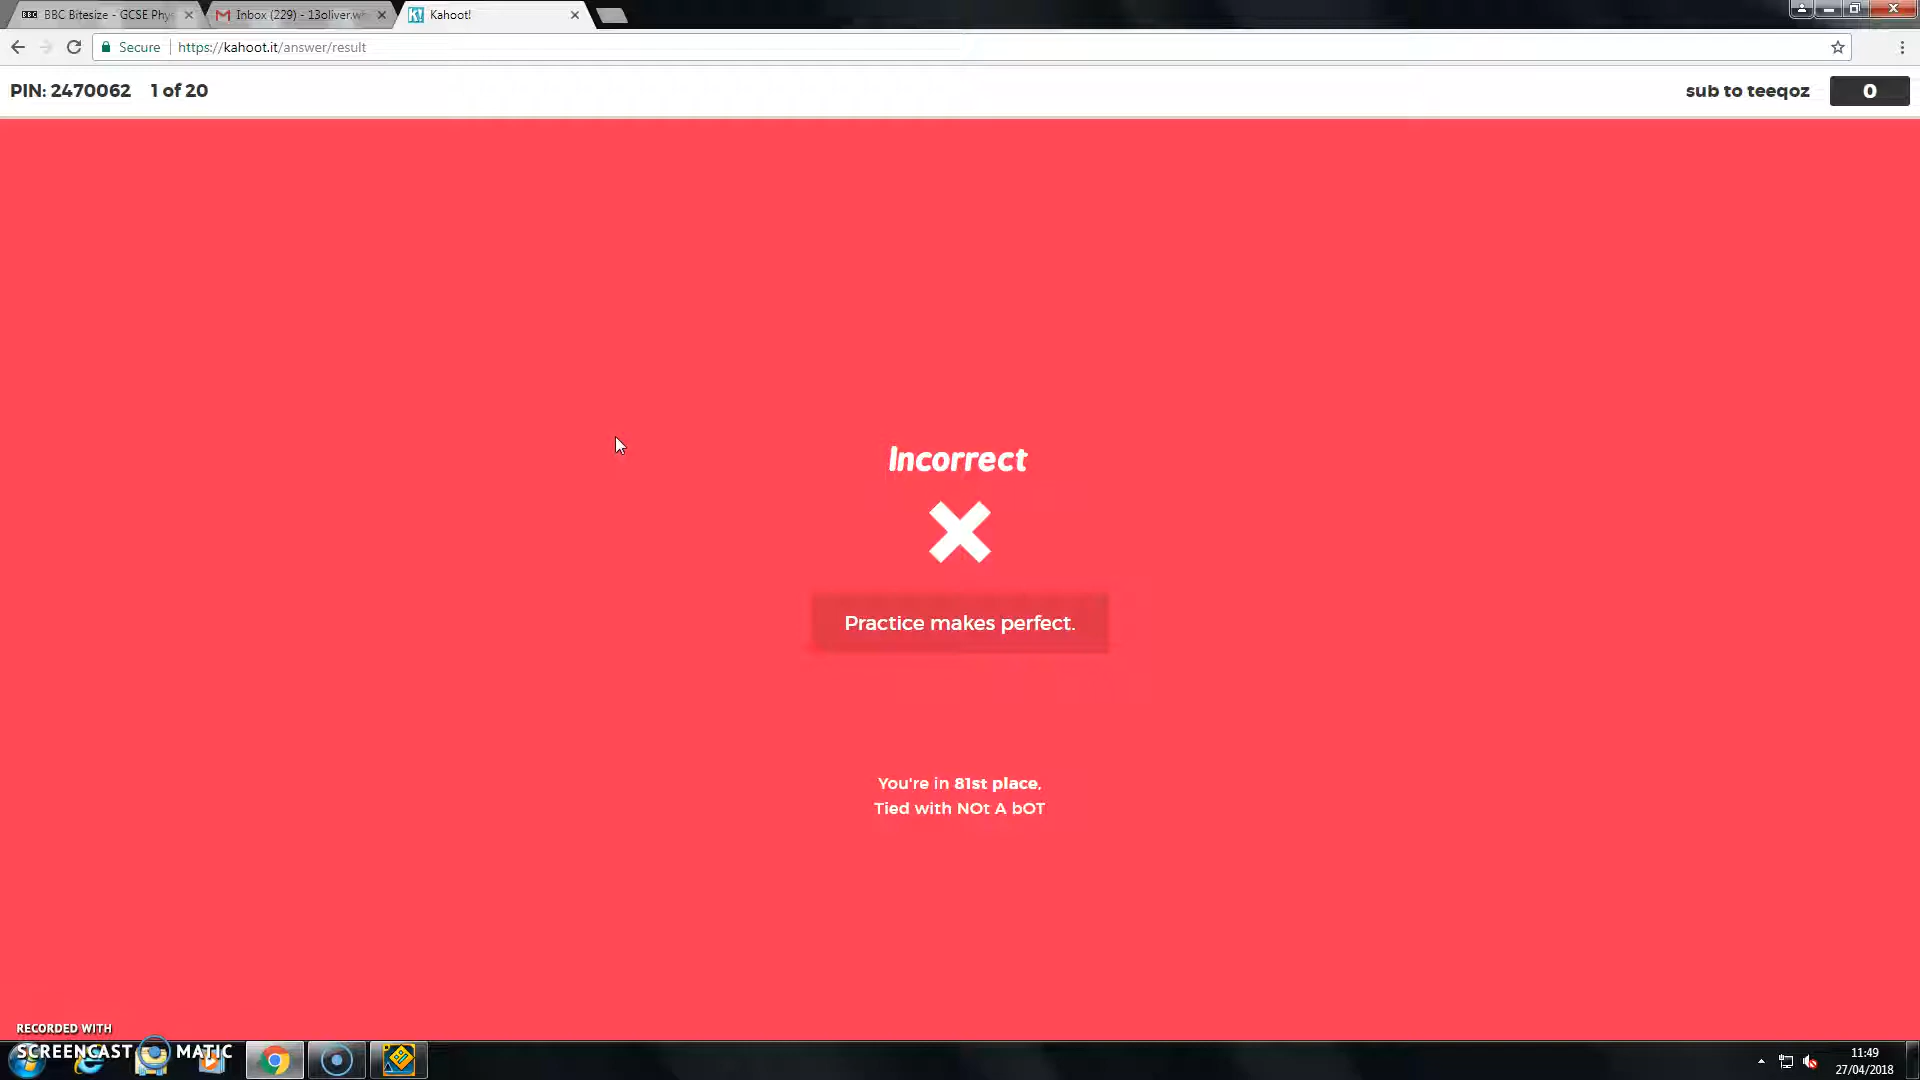 BBC BBC Bitesize - GCSE Phy
Inbox (229) - 13oliver.w
K! Kahoot!
Secure https://kahoot.it/answer/result
PIN: 2470062 1 of 20
sub to teeqoz 0
Incorrect
Practice makes perfect.
You're in 81st place,
Tied with NOt A bOT
RECORDED WITH
SCREENCAST MATIC
11:49
27/04/2018